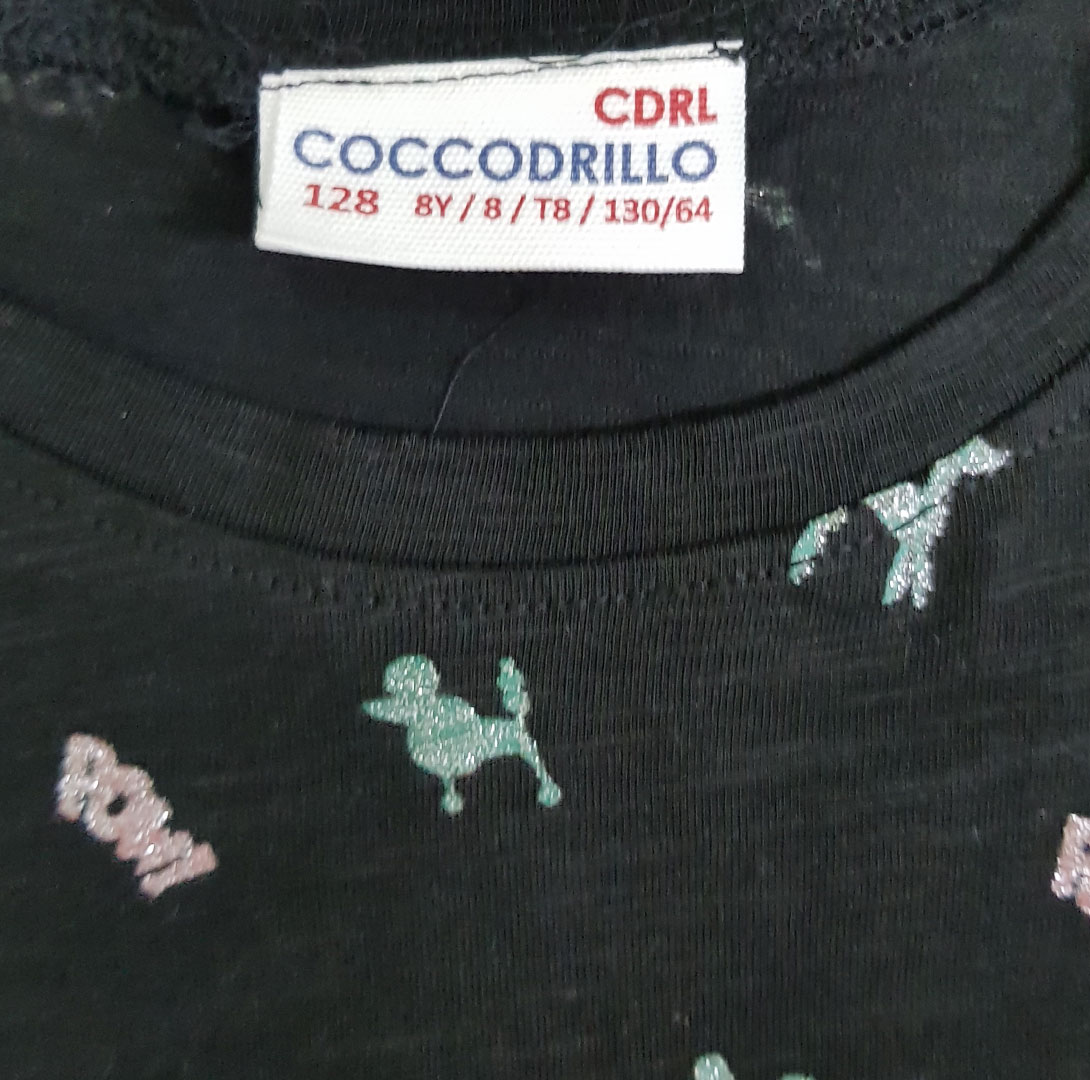 CDRL
COCCODRILLO
128 8Y / 8 / T8 / 130/64